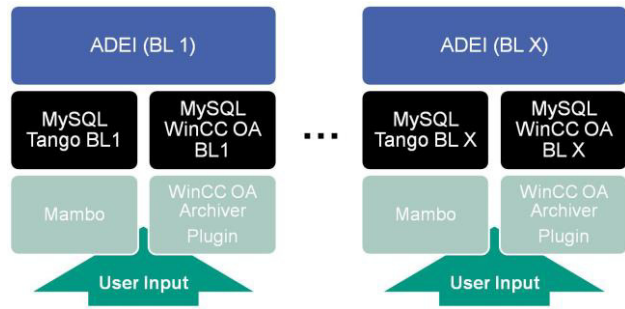 ADEI (BL 1)
MySQL
Tango BL1
MySQL
WinCC OA
BL1
Mambo
WinCC OA
Archiver
Plugin
User Input
...
ADEI (BL X)
MySQL
Tango BL X
MySQL
WinCC OA
BL X
Mambo
WinCC OA
Archiver
Plugin
User Input